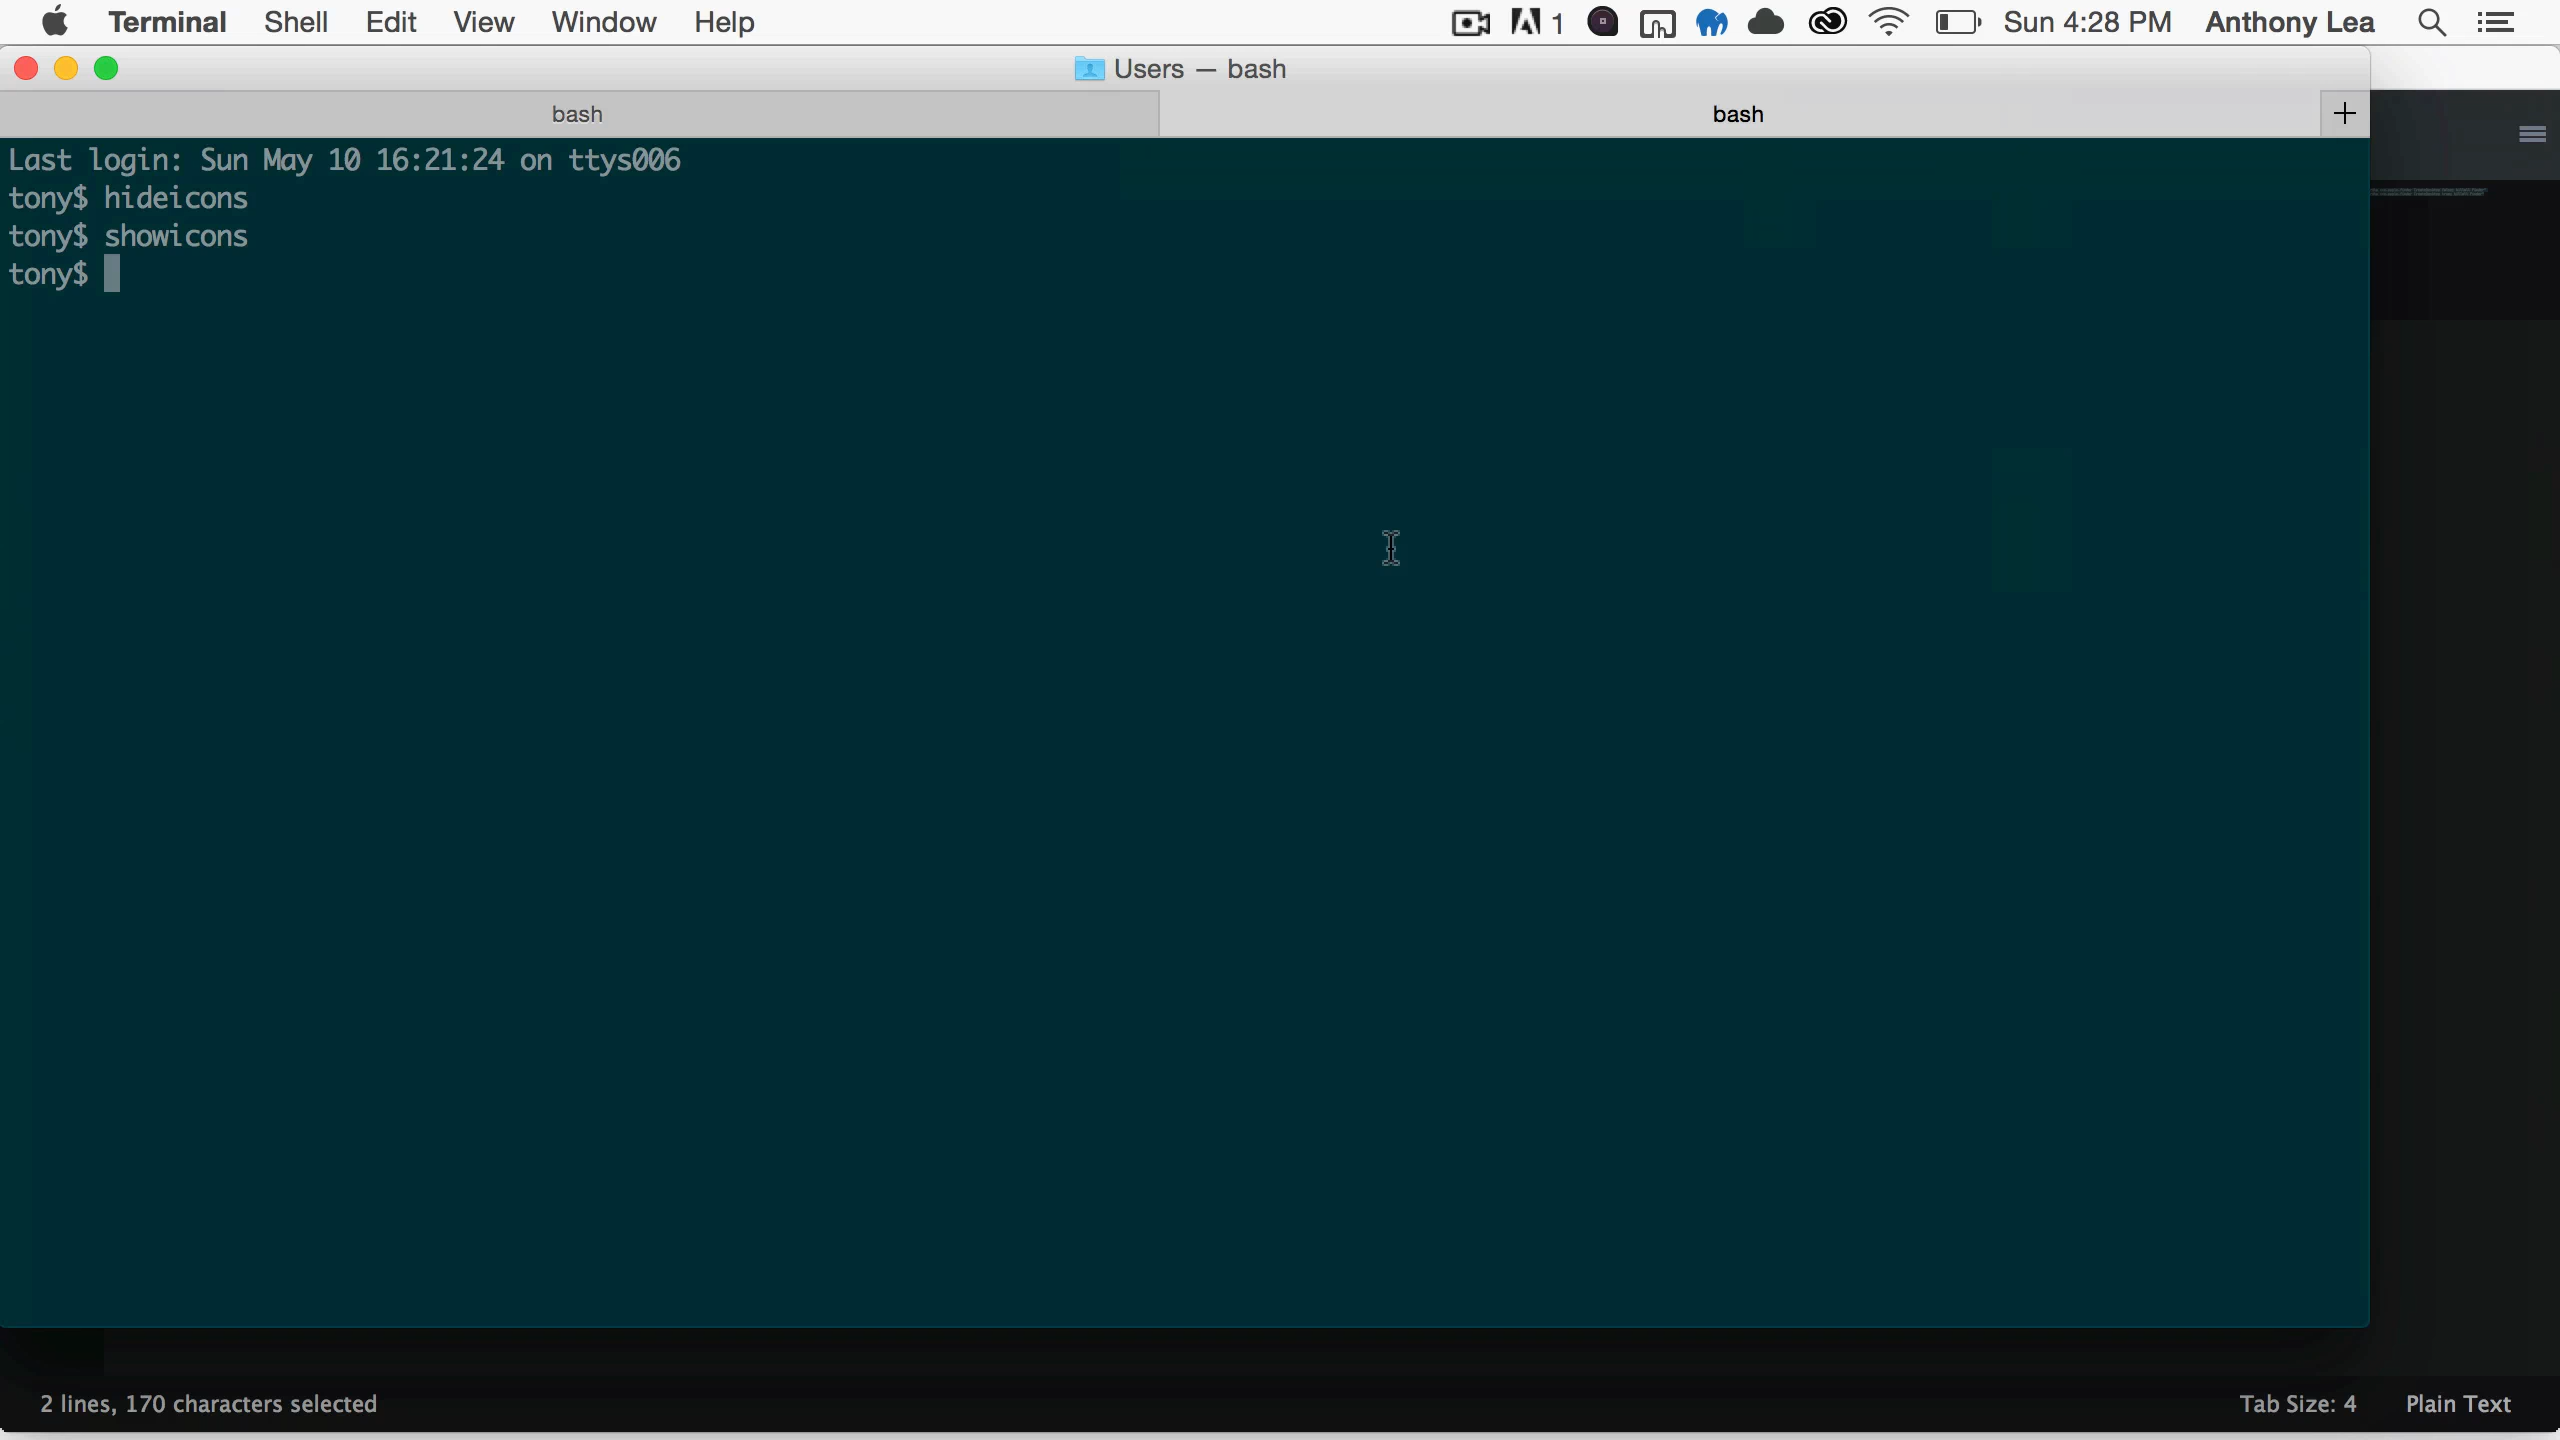 Terminal Shell Edit View Window Help 1 Sun 4:28 PM Anthony Lea
Users — bash
bash bash
Last login: Sun May 10 16:21:24 on ttys006
tony$ hideicons
tony$ showicons
tony$
2 lines, 170 characters selected Tab Size: 4 Plain Text